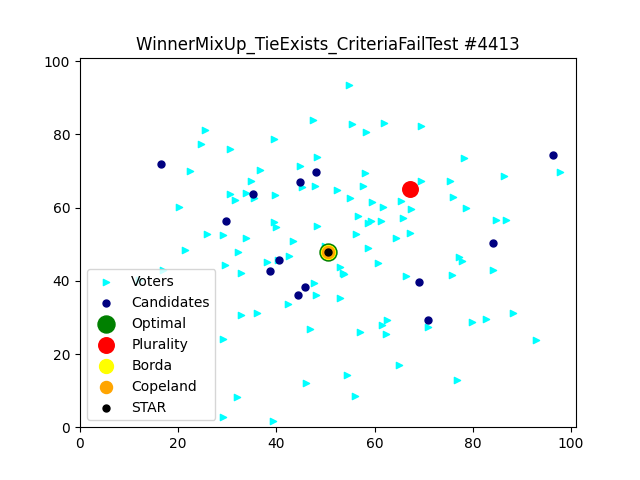 WinnerMixUp_TieExists_CriteriaFailTest #4413
100
80
60
40
20
0
Voters
Candidates
Optimal
Plurality
Borda
Copeland
STAR
0 20 40 60 80 100